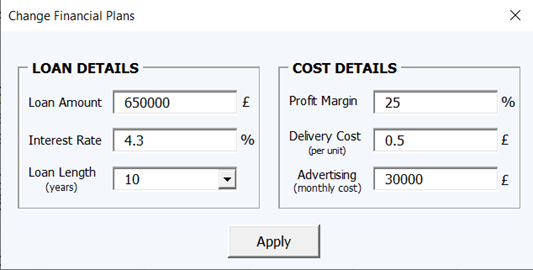 Change Financial Plans
LOAN DETAILS
Loan Amount 650000 £
Interest Rate 4.3 %
Loan Length 10
(years)
COST DETAILS
Profit Margin 25 %
Delivery Cost 0.5 £
(per unit)
Advertising 30000 £
(monthly cost)
Apply